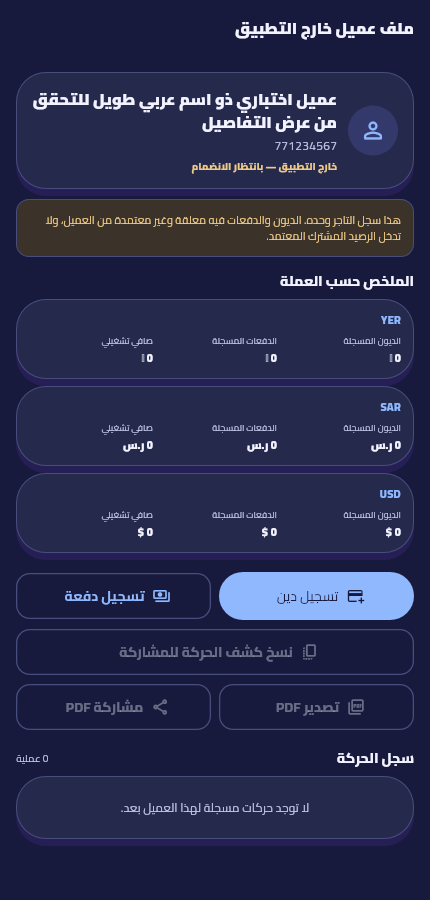 ملف عميل خارج التطبيق
عميل اختباري ذو اسم عربي طويل للتحقق
من عرض التفاصيل
771234567
خارج التطبيق — بانتظار الانضمام
هذا سجل التاجر وحده. الديون والدفعات فيه معلقة وغير معتمدة من العميل، ولا
تدخل الرصيد المشترك المعتمد.
الملخص حسب العملة
YER
الديون المسجلة الدفعات المسجلة صافي تشغيلي
0 0 0
SAR
الديون المسجلة الدفعات المسجلة صافي تشغيلي
0 ر.س 0 ر.س 0 ر.س
USD
الديون المسجلة الدفعات المسجلة صافي تشغيلي
0 $ 0 $ 0 $
تسجيل دين تسجيل دفعة
نسخ كشف الحركة للمشاركة
تصدير PDF مشاركة PDF
سجل الحركة 0 عملية
لا توجد حركات مسجلة لهذا العميل بعد.